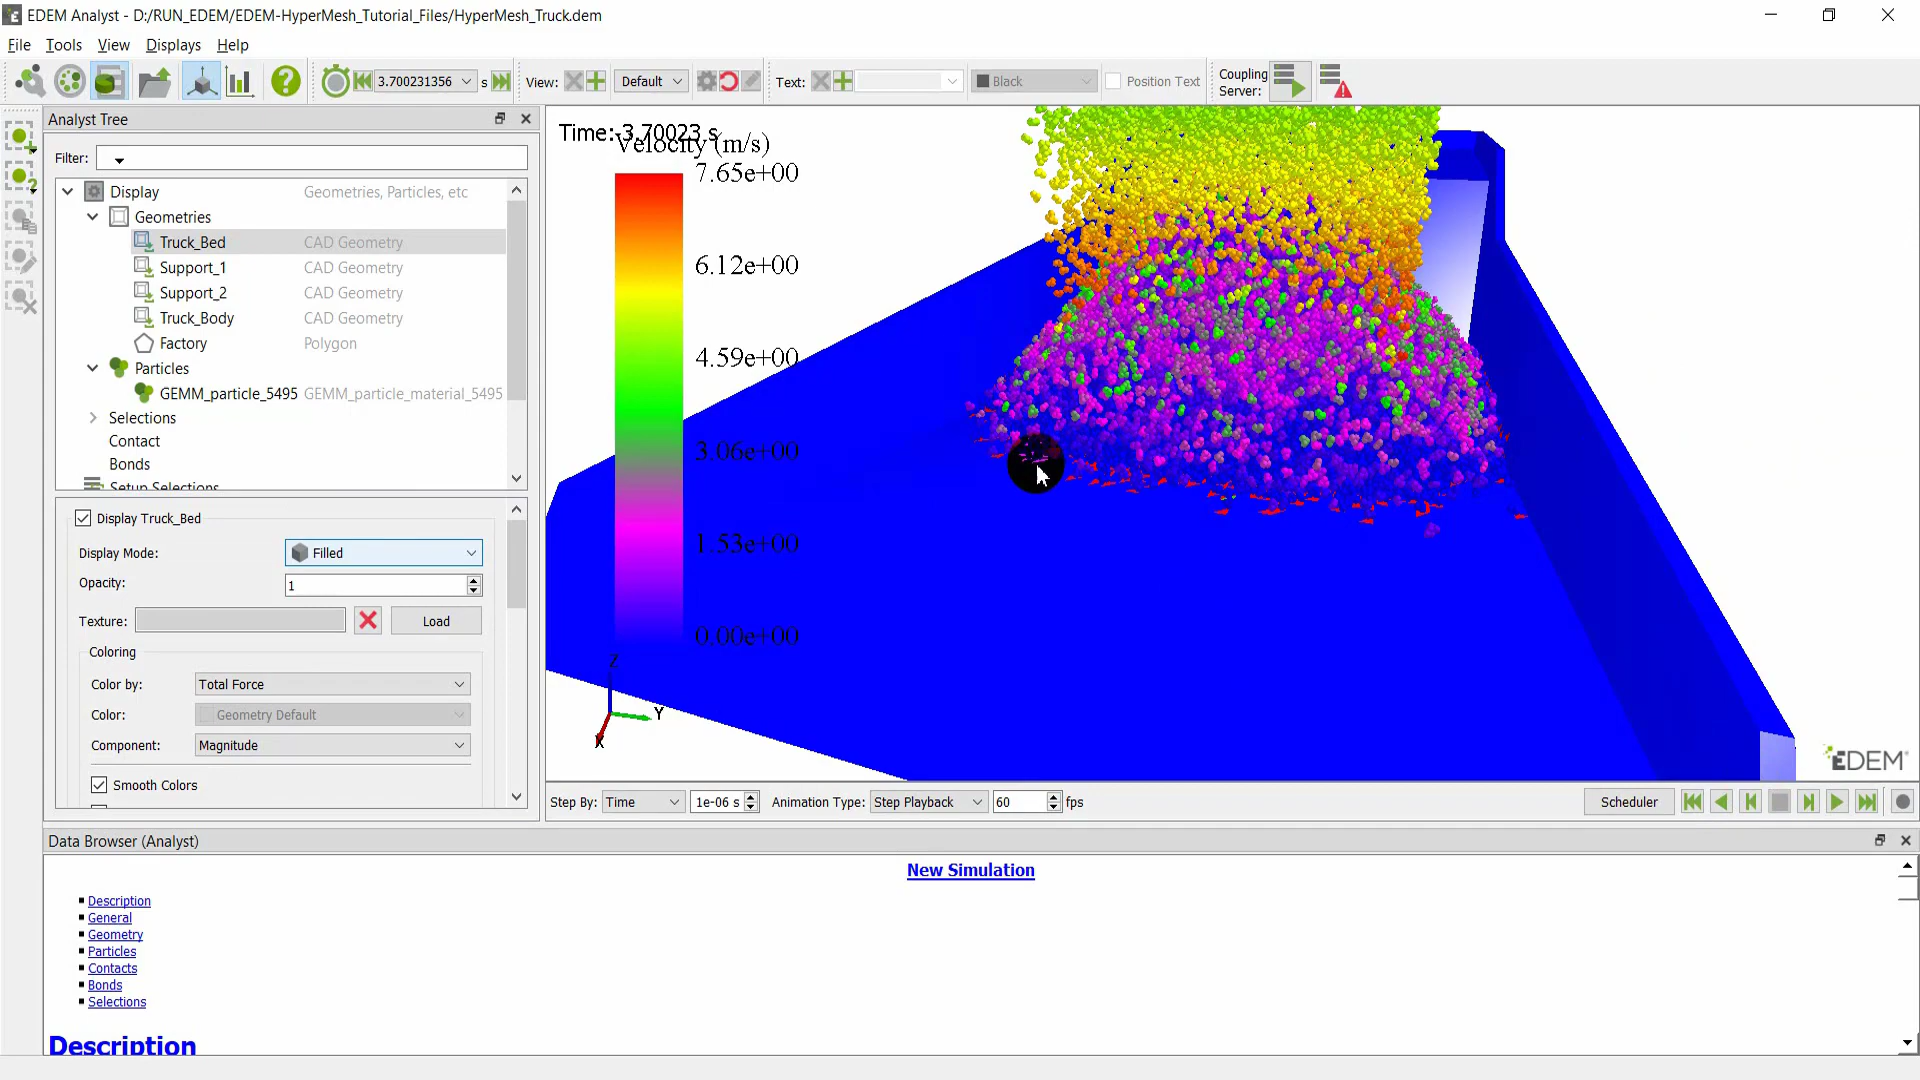 EDEM Analyst - D:/RUN_EDEM/EDEM-HyperMesh_Tutorial_Files/HyperMesh_Truck.dem
File Tools View Displays Help
3.700231356 s View: Default Text: Black Position Text Coupling Server:
Analyst Tree
Filter:
Display Geometries, Particles, etc
Geometries
Truck_Bed CAD Geometry
Support_1 CAD Geometry
Support_2 CAD Geometry
Truck_Body CAD Geometry
Factory Polygon
Particles
GEMM_particle_5495 GEMM_particle_material_5495
Selections
Contact
Bonds
Setup Selections
Display Truck_Bed
Display Mode: Filled
Opacity: 1
Texture: Load
Coloring
Color by: Total Force
Color: Geometry Default
Component: Magnitude
Smooth Colors
Time: 3.70023 s
Velocity (m/s)
7.65e+00
6.12e+00
4.59e+00
3.06e+00
1.53e+00
0.00e+00
Z
Y
X
EDEM
Step By: Time 1e-06 s Animation Type: Step Playback 60 fps Scheduler
Data Browser (Analyst)
New Simulation
Description
General
Geometry
Particles
Contacts
Bonds
Selections
Description